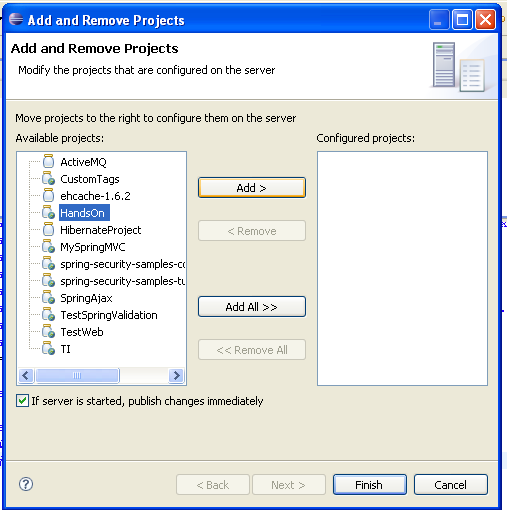 Add and Remove Projects
Add and Remove Projects
Modify the projects that are configured on the server
Move projects to the right to configure them on the server
Available projects:
Configured projects:
ActiveMQ
CustomTags
ehcache-1.6.2
HandsOn
HibernateProject
MySpringMVC
spring-security-samples-co
spring-security-samples-tu
SpringAjax
TestSpringValidation
TestWeb
TI
Add >
< Remove
Add All >>
<< Remove All
If server is started, publish changes immediately
?
< Back
Next >
Finish
Cancel